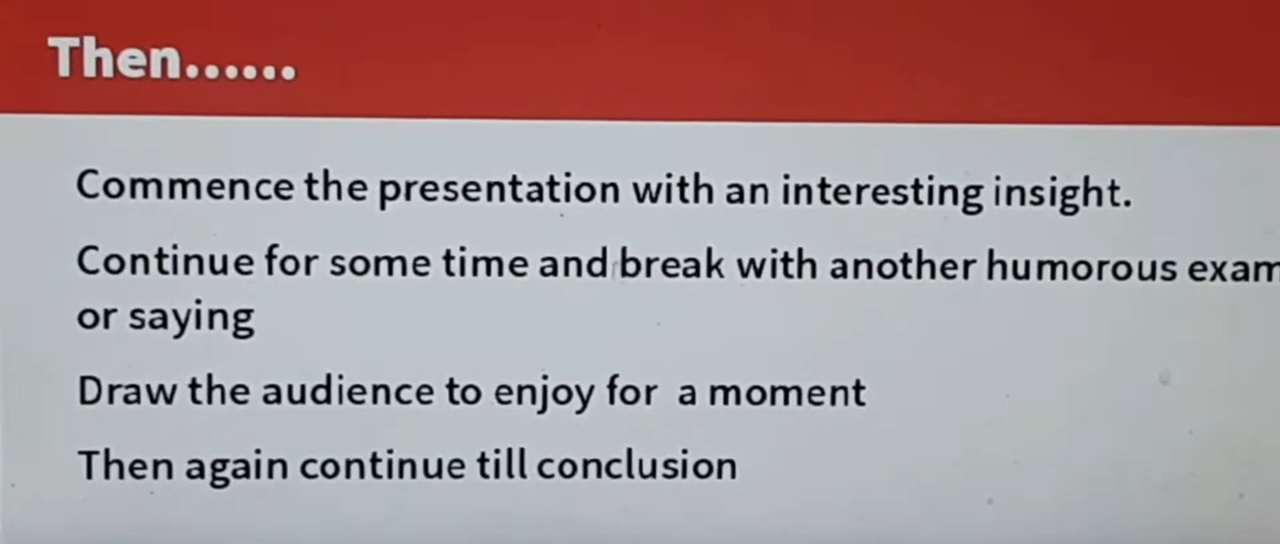 Then......
Commence the presentation with an interesting insight.
Continue for some time and break with another humorous exam
or saying
Draw the audience to enjoy for a moment
Then again continue till conclusion